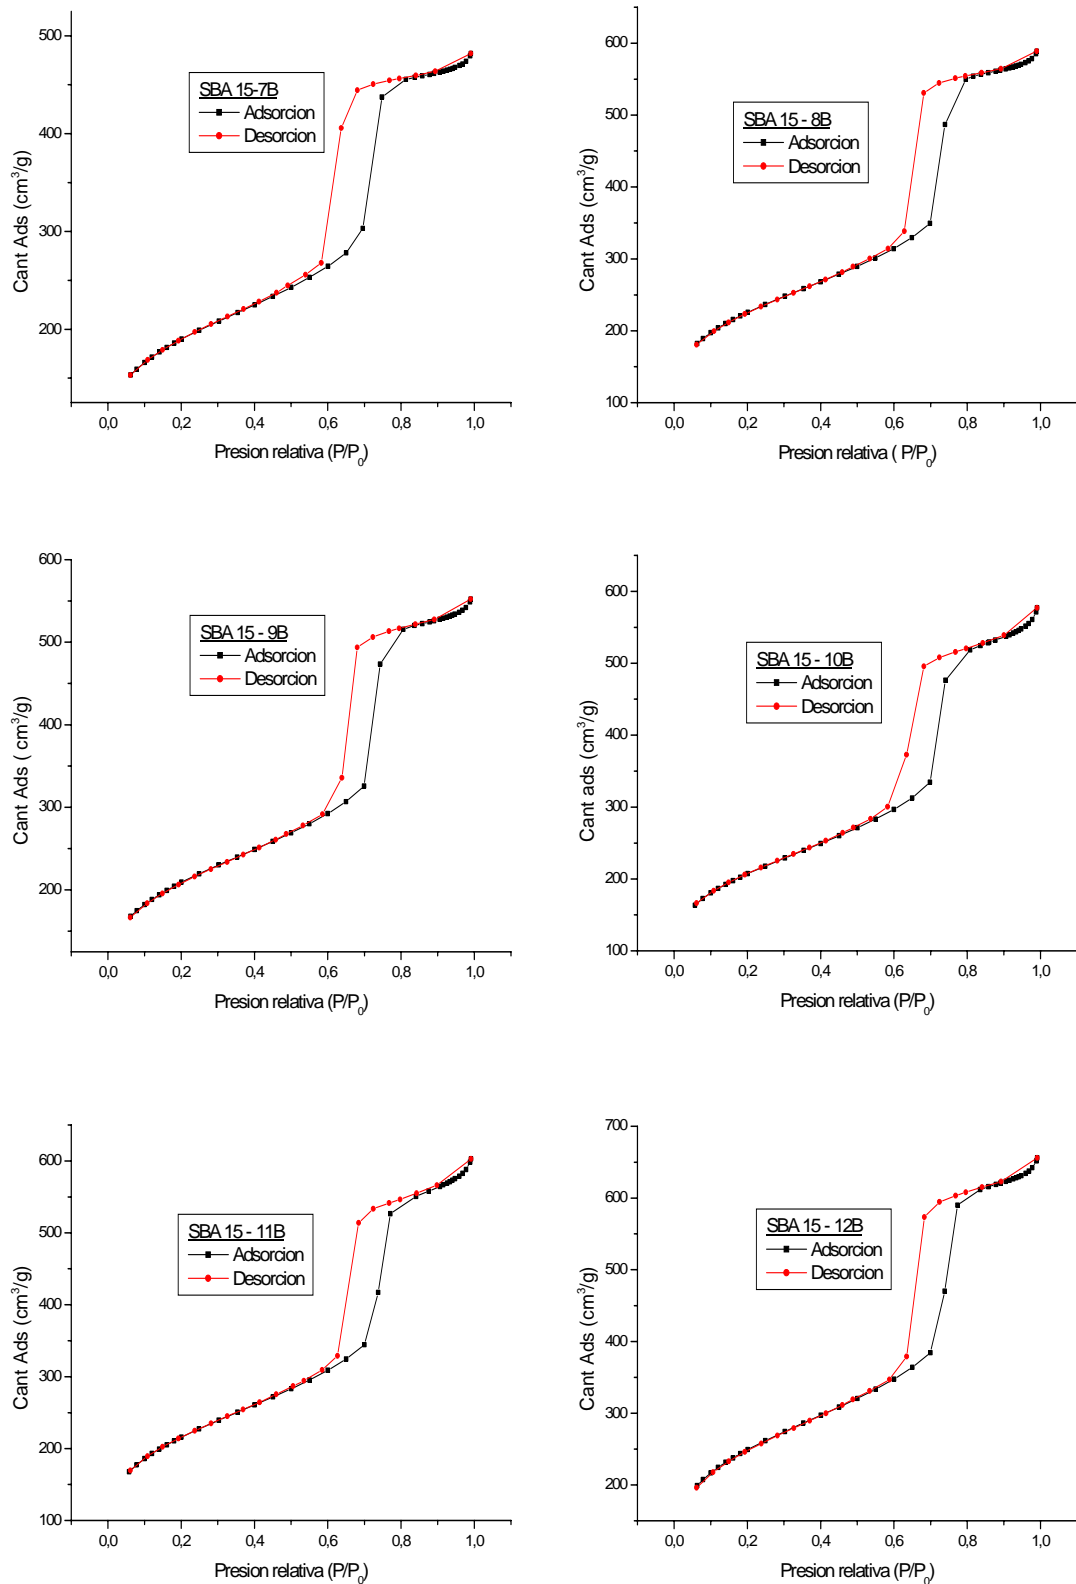 500
400
300
200
Cant Ads (cm³/g)
SBA 15-7B
Adsorcion
Desorcion
0,0 0,2 0,4 0,6 0,8 1,0
Presion relativa (P/P₀)
600
500
400
300
200
100
Cant Ads (cm³/g)
SBA 15 - 8B
Adsorcion
Desorcion
0,0 0,2 0,4 0,6 0,8 1,0
Presion relativa ( P/P₀)
600
500
400
300
200
Cant Ads ( cm³/g)
SBA 15 - 9B
Adsorcion
Desorcion
0,0 0,2 0,4 0,6 0,8 1,0
Presion relativa (P/P₀)
600
500
400
300
200
100
Cant ads (cm³/g)
SBA 15 - 10B
Adsorcion
Desorcion
0,0 0,2 0,4 0,6 0,8 1,0
Presion relativa (P/P₀)
600
500
400
300
200
100
Cant Ads (cm³/g)
SBA 15 - 11B
Adsorcion
Desorcion
0,0 0,2 0,4 0,6 0,8 1,0
Presion relativa (P/P₀)
700
600
500
400
300
200
Cant Ads (cm³/g)
SBA 15 - 12B
Adsorcion
Desorcion
0,0 0,2 0,4 0,6 0,8 1,0
Presion relativa (P/P₀)